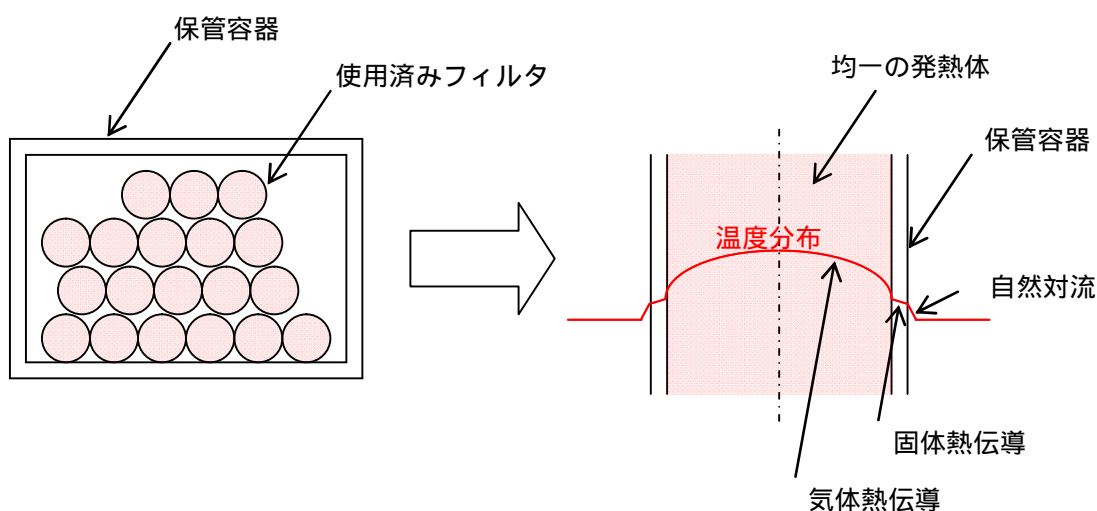 保管容器
使用済みフィルタ
均一の発熱体
保管容器
温度分布
自然対流
固体熱伝導
気体熱伝導